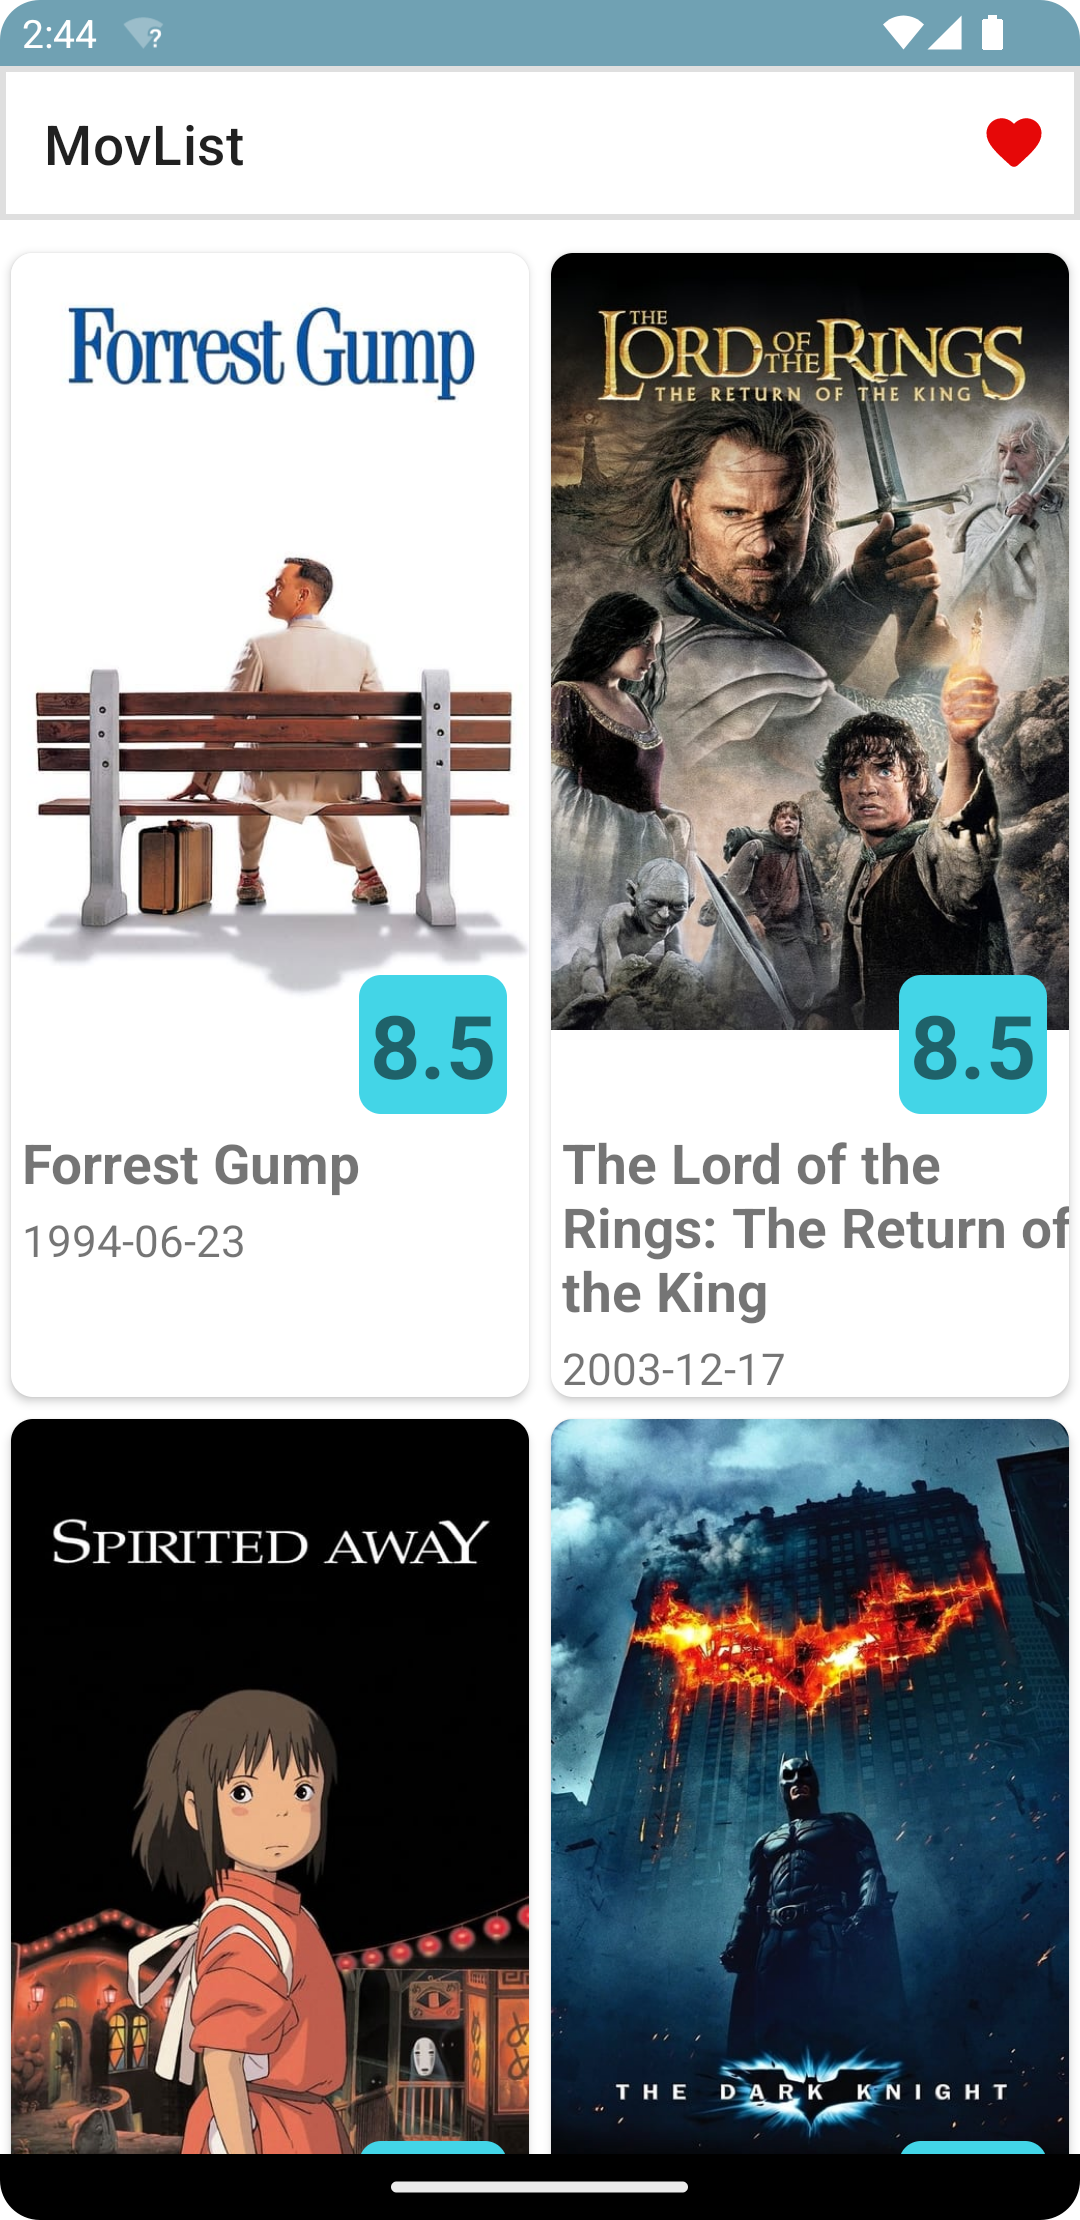 2:44
?
MovList
Forrest Gump
THE
LORD OF THE RINGS
THE RETURN OF THE KING
8.5
8.5
Forrest Gump
1994-06-23
The Lord of the
Rings: The Return of
the King
2003-12-17
SPIRITED AWAY
THE DARK KNIGHT